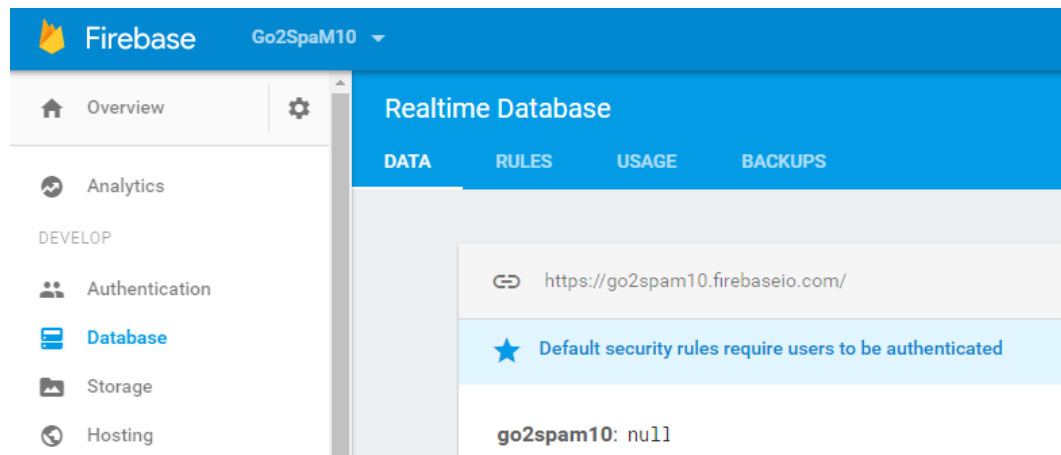 Firebase Go2SpaM10
Overview
Analytics
DEVELOP
Authentication
Database
Storage
Hosting
Realtime Database
DATA RULES USAGE BACKUPS
https://go2spam10.firebaseio.com/
Default security rules require users to be authenticated
go2spam10: null